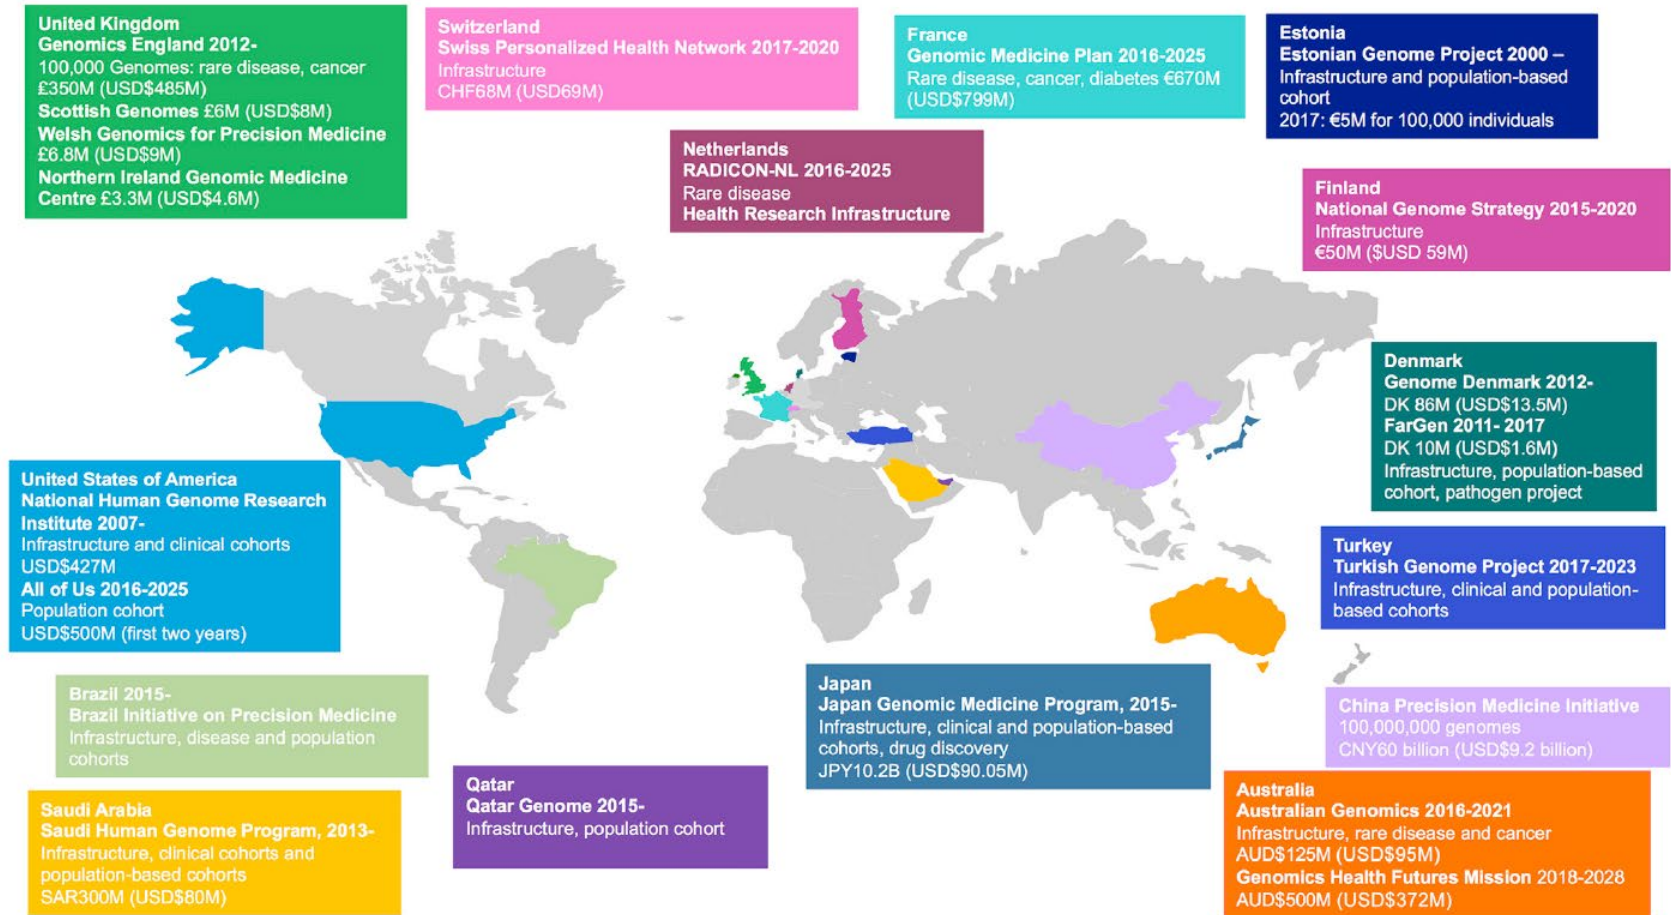 United Kingdom
Genomics England 2012-
100,000 Genomes: rare disease, cancer
£350M (USD$485M)
Scottish Genomes £6M (USD$8M)
Welsh Genomics for Precision Medicine
£6.8M (USD$9M)
Northern Ireland Genomic Medicine
Centre £3.3M (USD$4.6M)
Switzerland
Swiss Personalized Health Network 2017-2020
Infrastructure
CHF68M (USD69M)
France
Genomic Medicine Plan 2016-2025
Rare disease, cancer, diabetes €670M
(USD$799M)
Estonia
Estonian Genome Project 2000 –
Infrastructure and population-based
cohort
2017: €5M for 100,000 individuals
Netherlands
RADICON-NL 2016-2025
Rare disease
Health Research Infrastructure
Finland
National Genome Strategy 2015-2020
Infrastructure
€50M ($USD 59M)
Denmark
Genome Denmark 2012-
DK 86M (USD$13.5M)
FarGen 2011- 2017
DK 10M (USD$1.6M)
Infrastructure, population-based
cohort, pathogen project
United States of America
National Human Genome Research
Institute 2007-
Infrastructure and clinical cohorts
USD$427M
All of Us 2016-2025
Population cohort
USD$500M (first two years)
Turkey
Turkish Genome Project 2017-2023
Infrastructure, clinical and population-
based cohorts
Brazil 2015-
Brazil Initiative on Precision Medicine
Infrastructure, disease and population
cohorts
Japan
Japan Genomic Medicine Program, 2015-
Infrastructure, clinical and population-based
cohorts, drug discovery
JPY10.2B (USD$90.05M)
China Precision Medicine Initiative
100,000,000 genomes
CNY60 billion (USD$9.2 billion)
Saudi Arabia
Saudi Human Genome Program, 2013-
Infrastructure, clinical cohorts and
population-based cohorts
SAR300M (USD$80M)
Qatar
Qatar Genome 2015-
Infrastructure, population cohort
Australia
Australian Genomics 2016-2021
Infrastructure, rare disease and cancer
AUD$125M (USD$95M)
Genomics Health Futures Mission 2018-2028
AUD$500M (USD$372M)